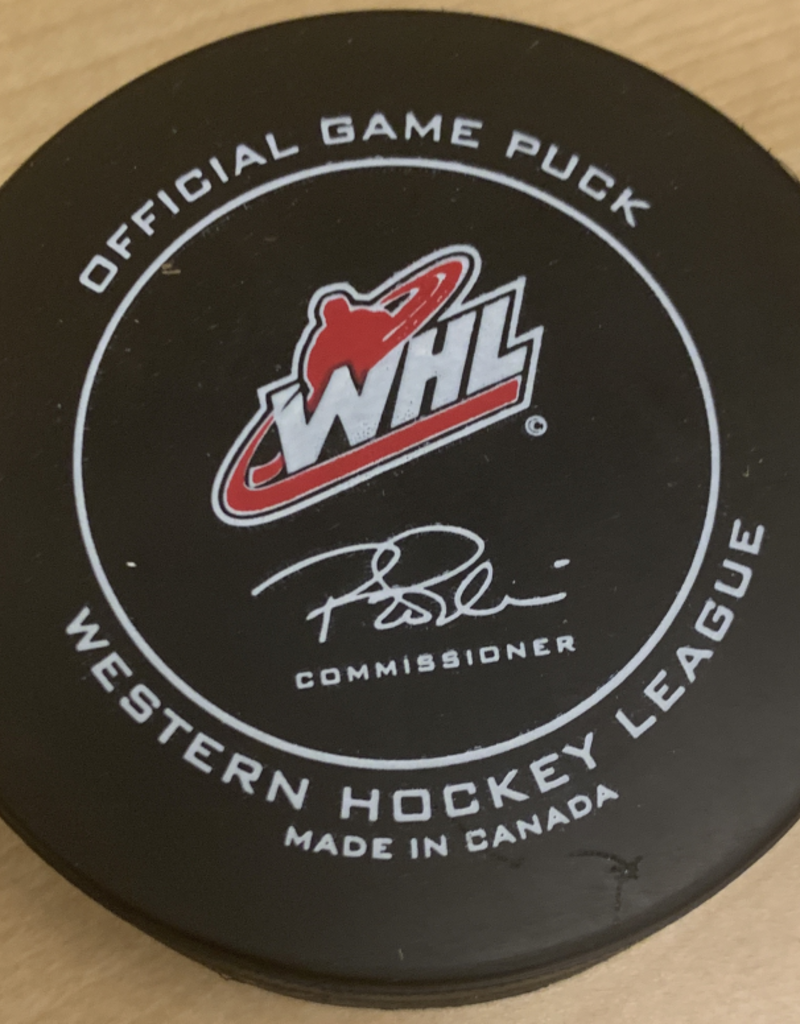 OFFICIAL GAME PUCK
WHL
©
COMMISSIONER
WESTERN HOCKEY LEAGUE
MADE IN CANADA